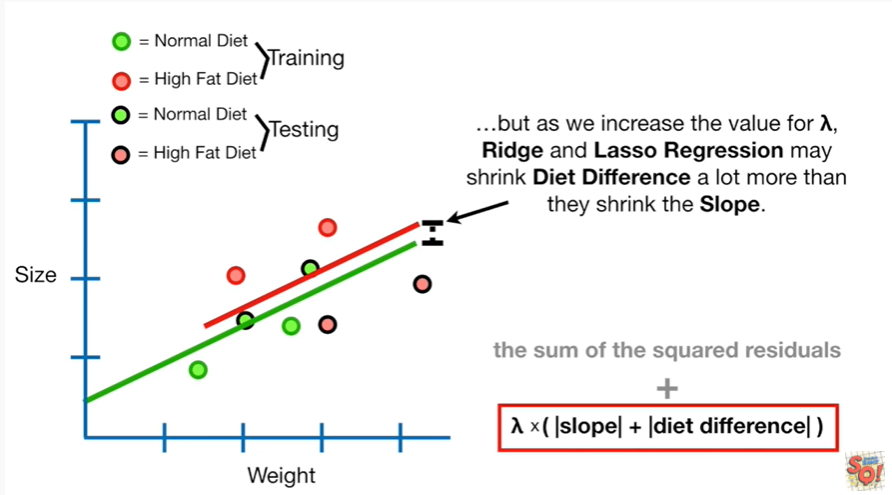 = Normal Diet
= High Fat Diet
Training
= Normal Diet
= High Fat Diet
Testing
...but as we increase the value for λ,
Ridge and Lasso Regression may
shrink Diet Difference a lot more than
they shrink the Slope.
Size
Weight
the sum of the squared residuals
+
λ ×( |slope| + |diet difference| )
SQ!